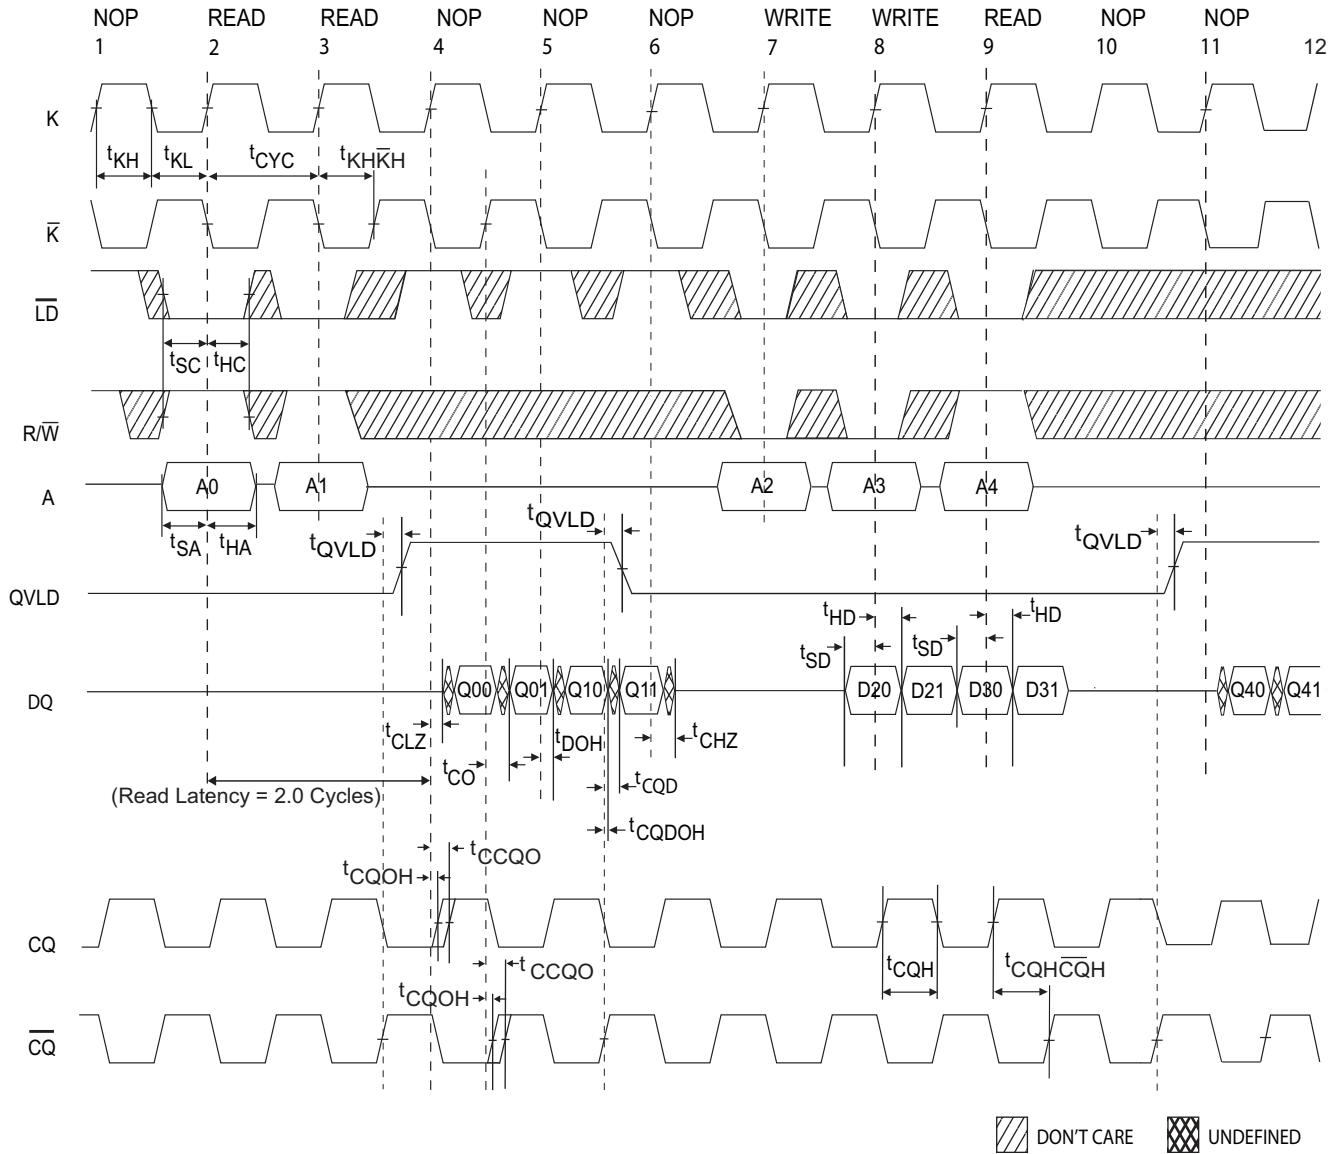 NOP READ READ NOP NOP NOP WRITE WRITE READ NOP NOP
1 2 3 4 5 6 7 8 9 10 11 12
K
tKH tKL tCYC tKHK̅H
K̅
L̅D̅
tSC tHC
R/W̅
A A0 A1 A2 A3 A4
tSA tHA tQVLD tQVLD tQVLD
QVLD
tHD tHD
tSD tSD
DQ Q00 Q01 Q10 Q11 D20 D21 D30 D31 Q40 Q41
tCLZ tDOH tCHZ
tCO tCQD
(Read Latency = 2.0 Cycles)
tCQDOH
tCCQO
tCQOH
CQ
tCCQO tCQH tCQHC̅Q̅H
tCQOH
C̅Q̅
DON'T CARE UNDEFINED